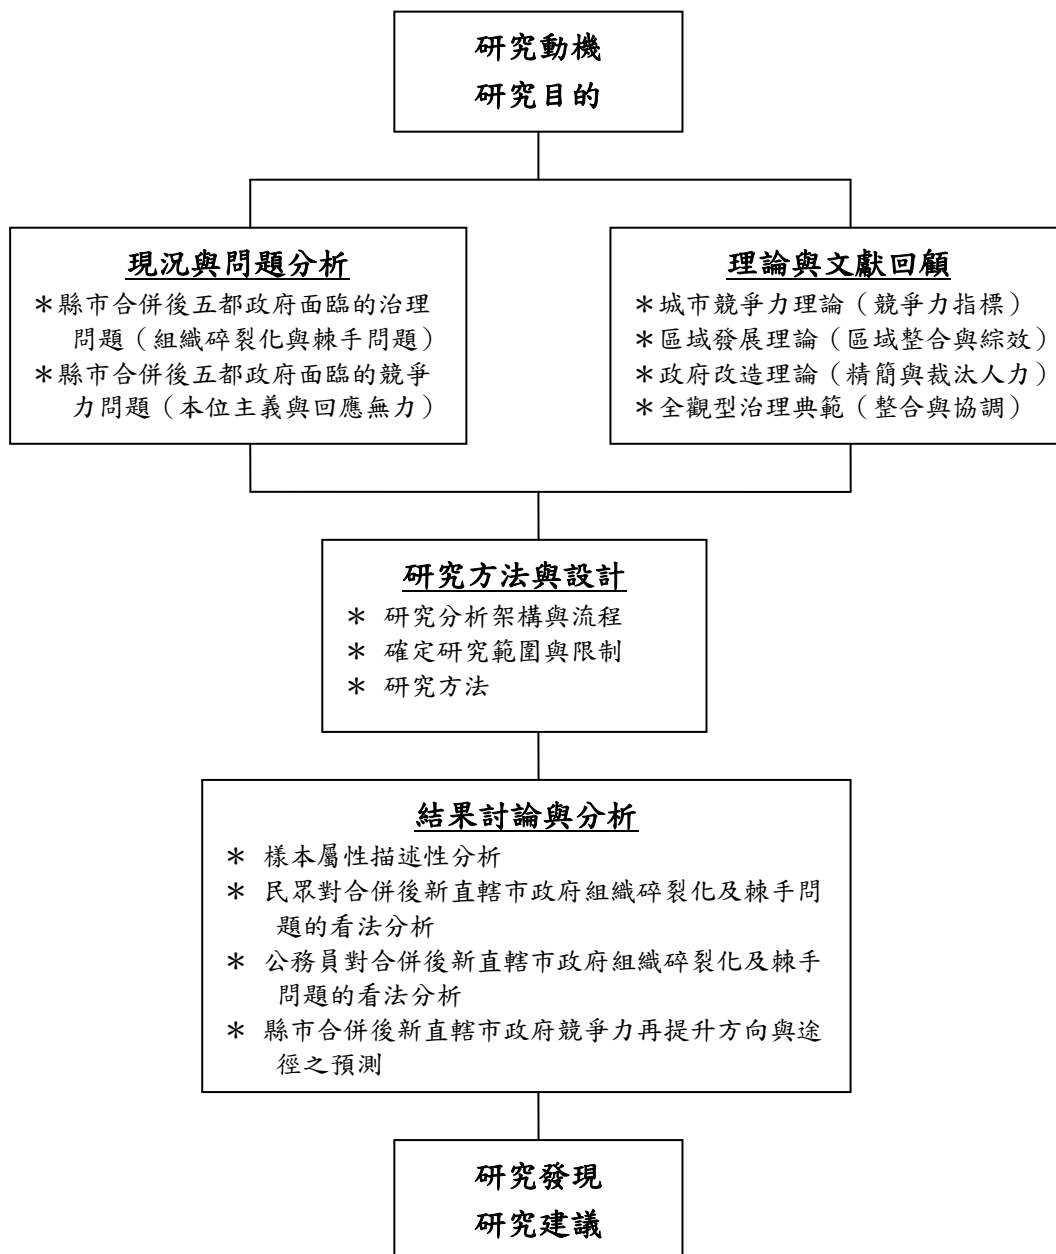 研究動機
研究目的
現況與問題分析
＊縣市合併後五都政府面臨的治理
問題（組織碎裂化與棘手問題）
＊縣市合併後五都政府面臨的競爭
力問題（本位主義與回應無力）
理論與文獻回顧
＊城市競爭力理論（競爭力指標）
＊區域發展理論（區域整合與綜效）
＊政府改造理論（精簡與裁汰人力）
＊全觀型治理典範（整合與協調）
研究方法與設計
＊ 研究分析架構與流程
＊ 確定研究範圍與限制
＊ 研究方法
結果討論與分析
＊ 樣本屬性描述性分析
＊ 民眾對合併後新直轄市政府組織碎裂化及棘手問
題的看法分析
＊ 公務員對合併後新直轄市政府組織碎裂化及棘手
問題的看法分析
＊ 縣市合併後新直轄市政府競爭力再提升方向與途
徑之預測
研究發現
研究建議